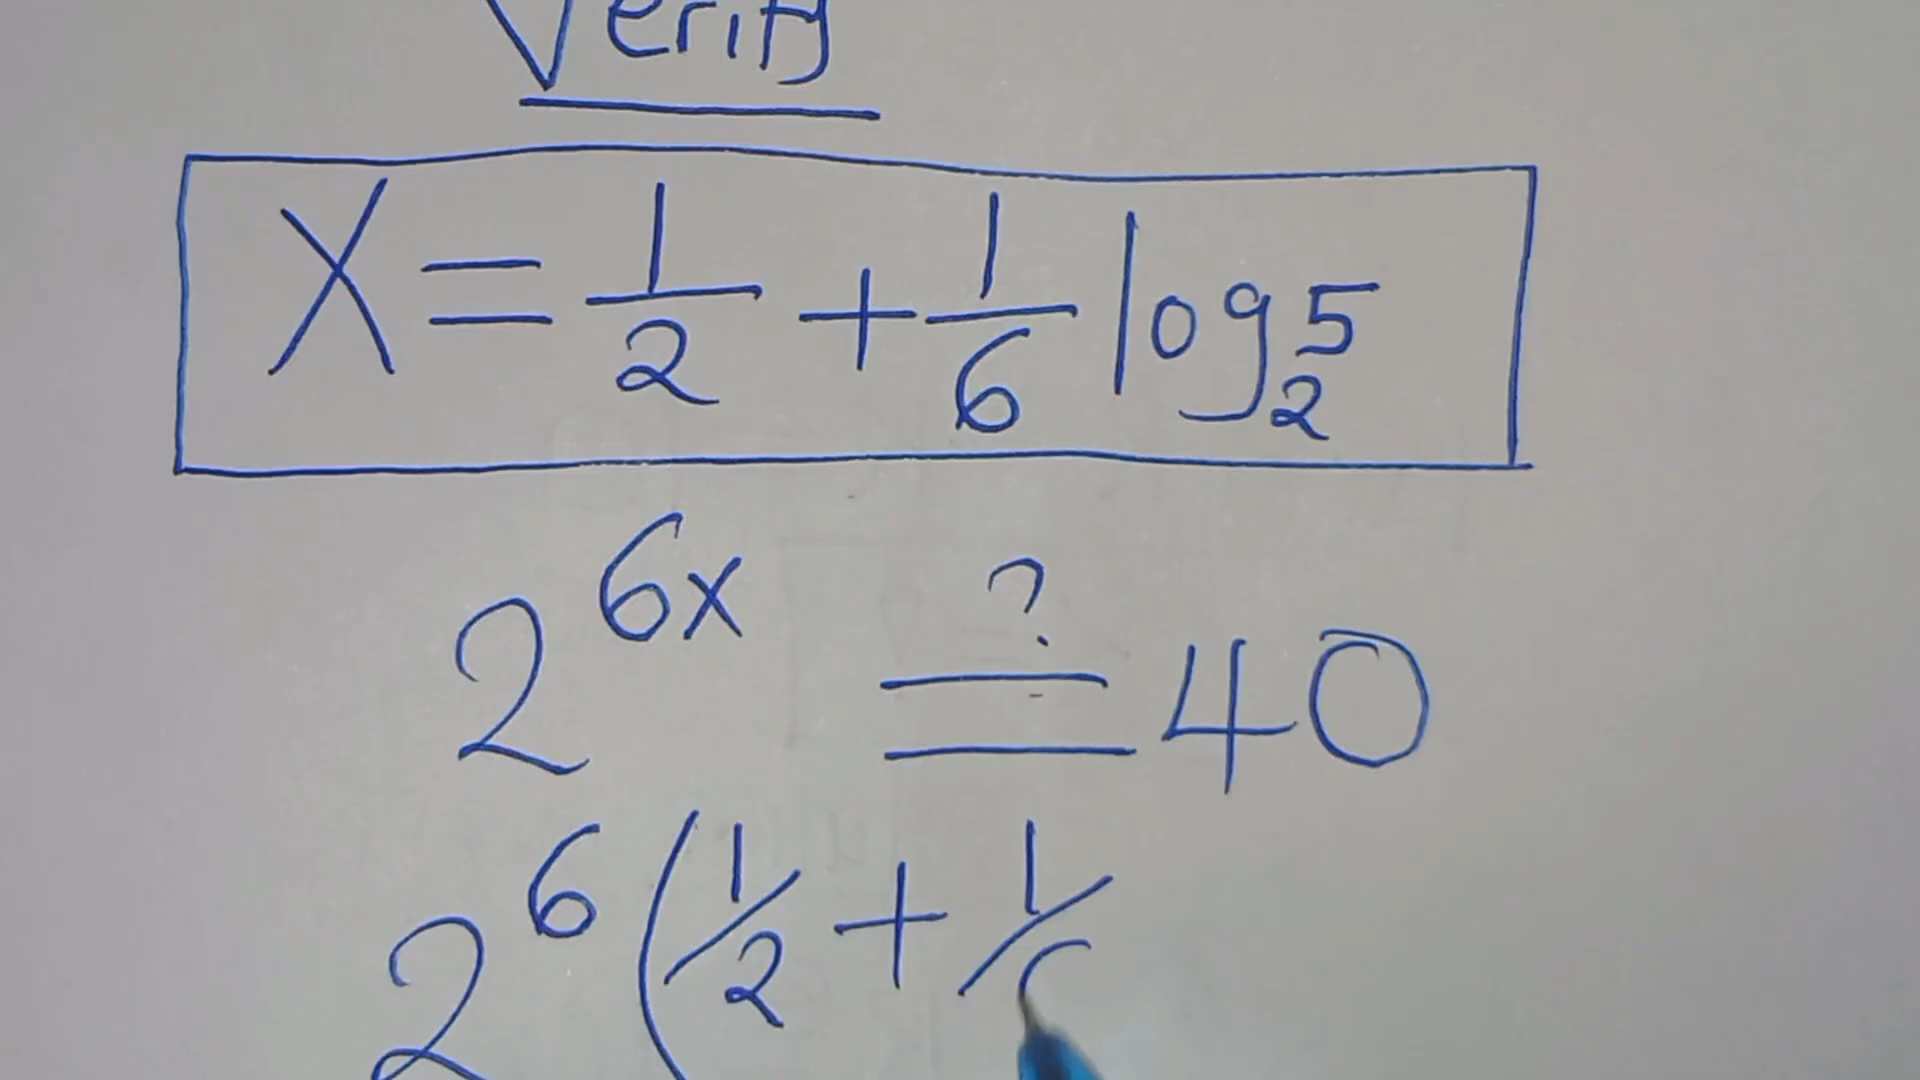 Verify
X = 1/2 + 1/6 log₂5
2^6x =? 40
2^6(1/2 + 1/